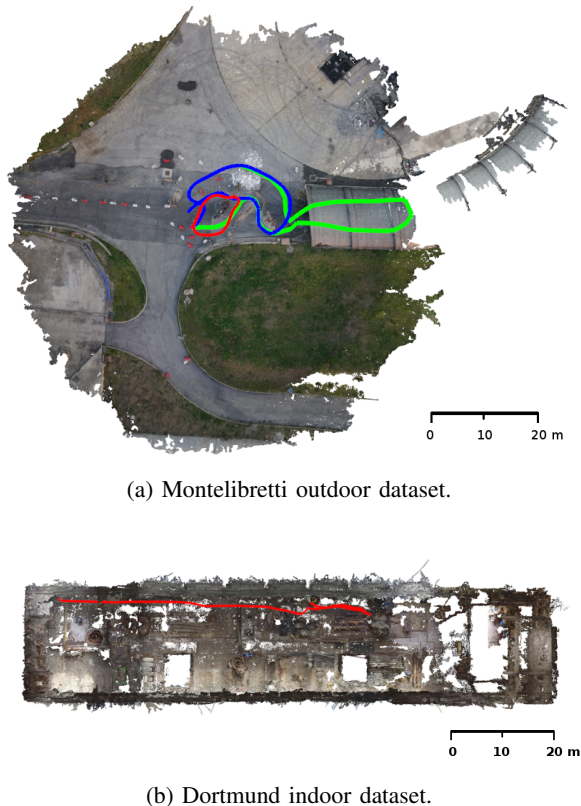 0 10 20 m
(a) Montelibretti outdoor dataset.
0 10 20 m
(b) Dortmund indoor dataset.